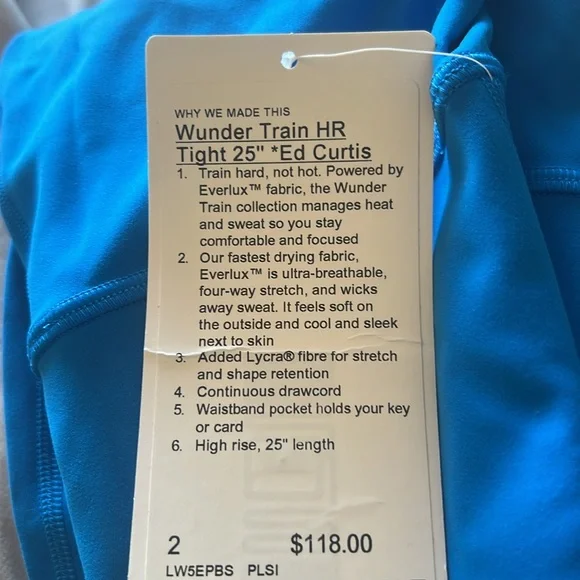 WHY WE MADE THIS
Wunder Train HR
Tight 25" *Ed Curtis
1. Train hard, not hot. Powered by
Everlux™ fabric, the Wunder
Train collection manages heat
and sweat so you stay
comfortable and focused
2. Our fastest drying fabric,
Everlux™ is ultra-breathable,
four-way stretch, and wicks
away sweat. It feels soft on
the outside and cool and sleek
next to skin
3. Added Lycra® fibre for stretch
and shape retention
4. Continuous drawcord
5. Waistband pocket holds your key
or card
6. High rise, 25" length
2 $118.00
LW5EPBS PLSI